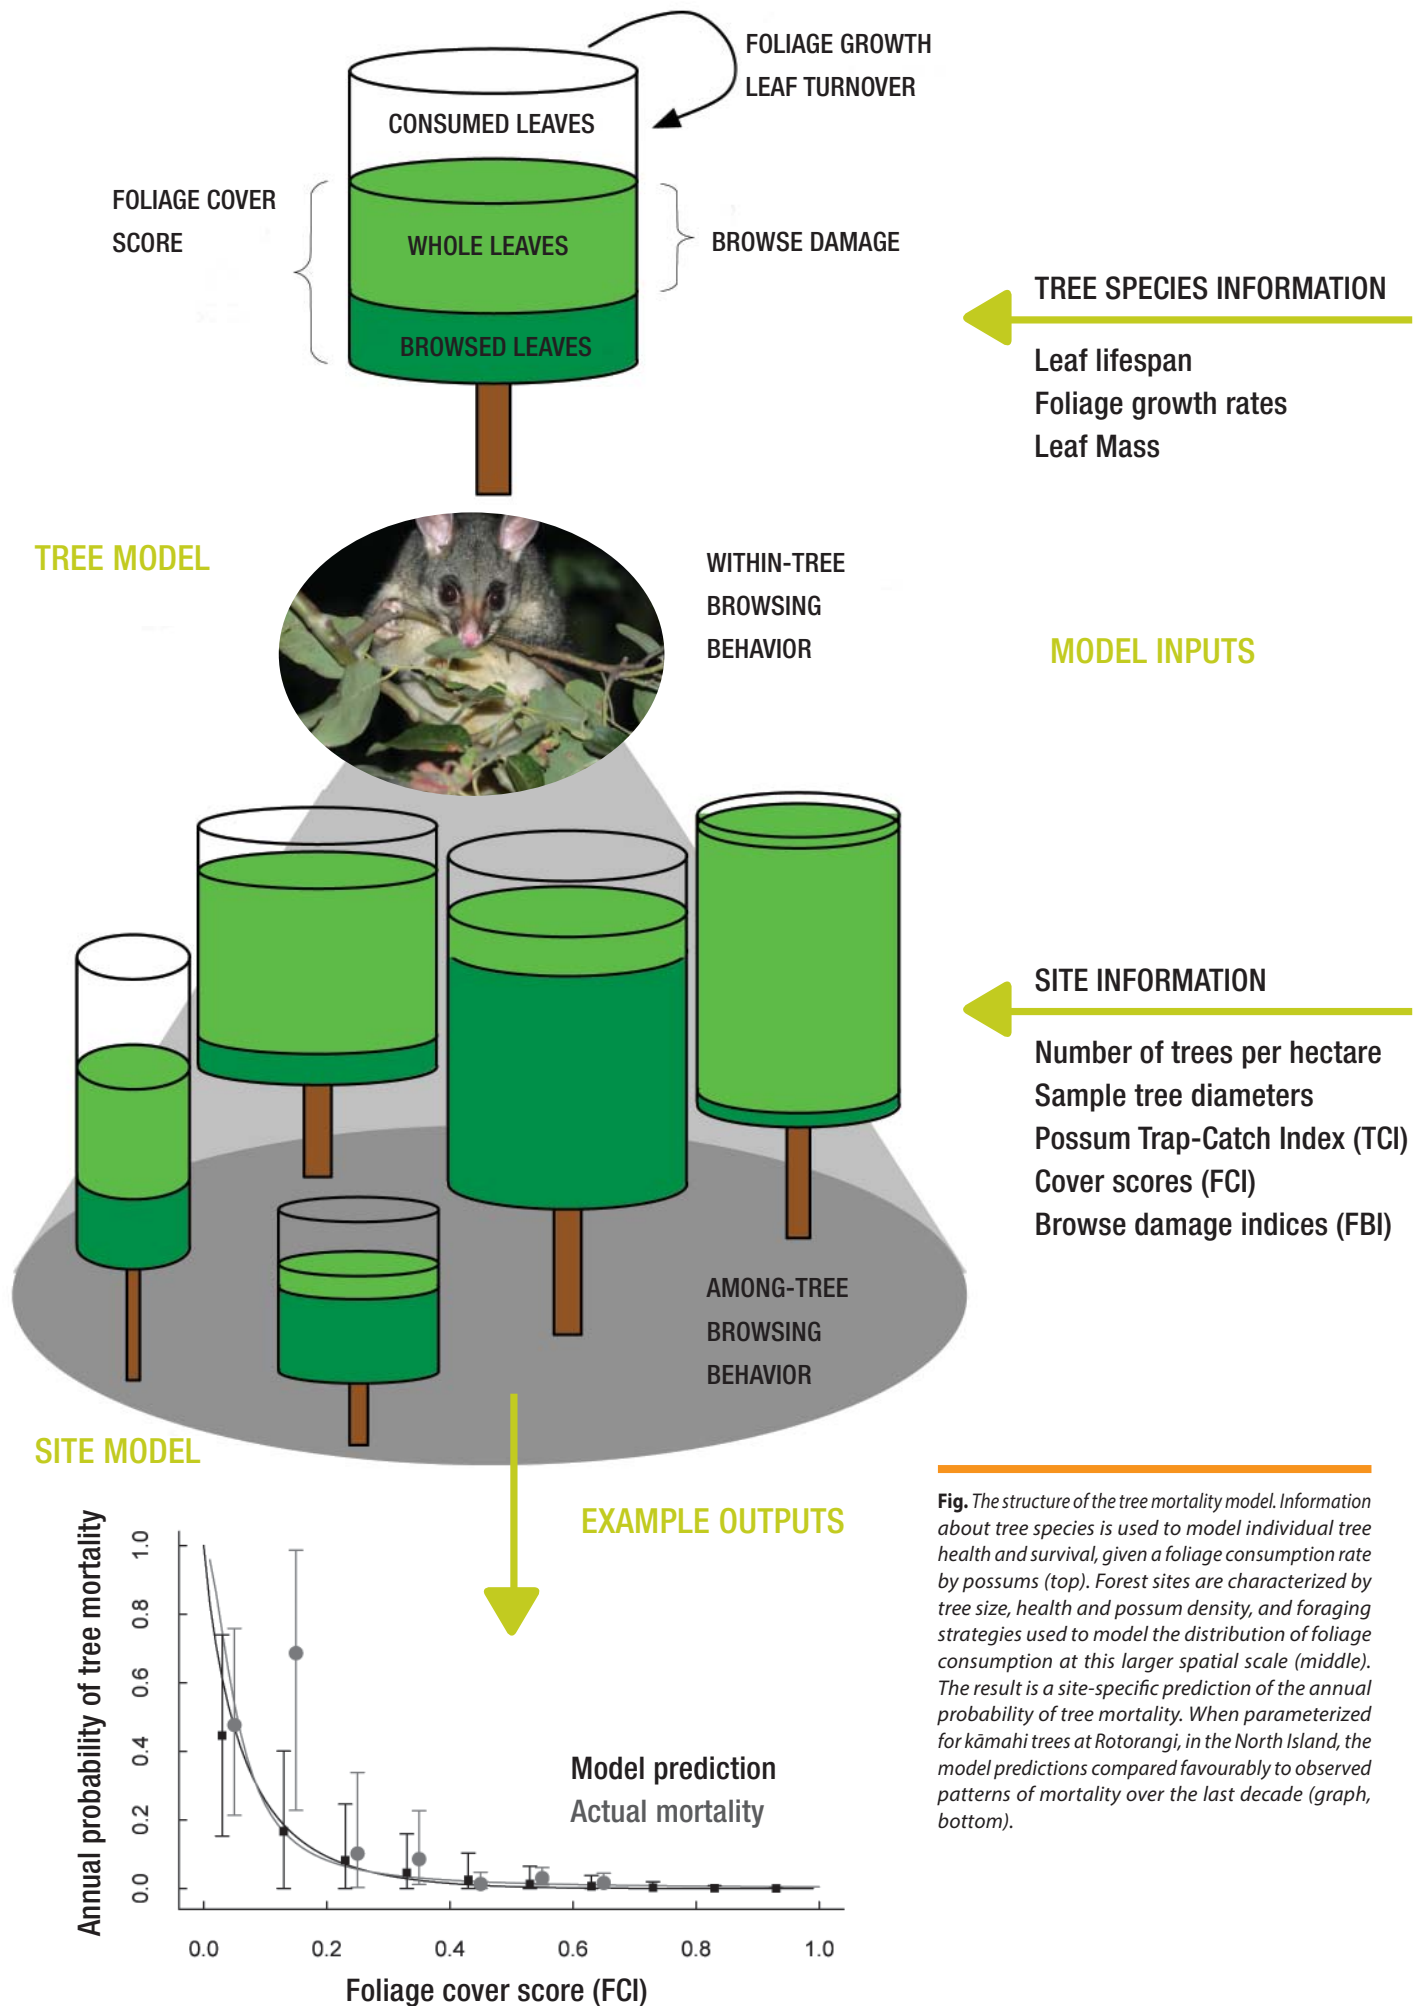 FOLIAGE GROWTH
LEAF TURNOVER
CONSUMED LEAVES
FOLIAGE COVER
SCORE
WHOLE LEAVES
BROWSE DAMAGE
BROWSED LEAVES
TREE SPECIES INFORMATION
Leaf lifespan
Foliage growth rates
Leaf Mass
TREE MODEL
WITHIN-TREE
BROWSING
BEHAVIOR
MODEL INPUTS
SITE INFORMATION
Number of trees per hectare
Sample tree diameters
Possum Trap-Catch Index (TCI)
Cover scores (FCI)
Browse damage indices (FBI)
AMONG-TREE
BROWSING
BEHAVIOR
SITE MODEL
EXAMPLE OUTPUTS
Annual probability of tree mortality
1.0
0.8
0.6
0.4
0.2
0.0
Model prediction
Actual mortality
0.0 0.2 0.4 0.6 0.8 1.0
Foliage cover score (FCI)
Fig. The structure of the tree mortality model. Information
about tree species is used to model individual tree
health and survival, given a foliage consumption rate
by possums (top). Forest sites are characterized by
tree size, health and possum density, and foraging
strategies used to model the distribution of foliage
consumption at this larger spatial scale (middle).
The result is a site-specific prediction of the annual
probability of tree mortality. When parameterized
for kāmahi trees at Rotorangi, in the North Island, the
model predictions compared favourably to observed
patterns of mortality over the last decade (graph,
bottom).